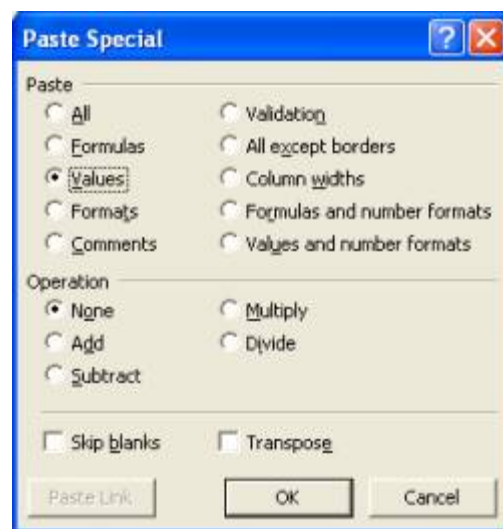 Paste Special
Paste
All
Validation
Formulas
All except borders
Values
Column widths
Formats
Formulas and number formats
Comments
Values and number formats
Operation
None
Multiply
Add
Divide
Subtract
Skip blanks
Transpose
Paste Link
OK
Cancel